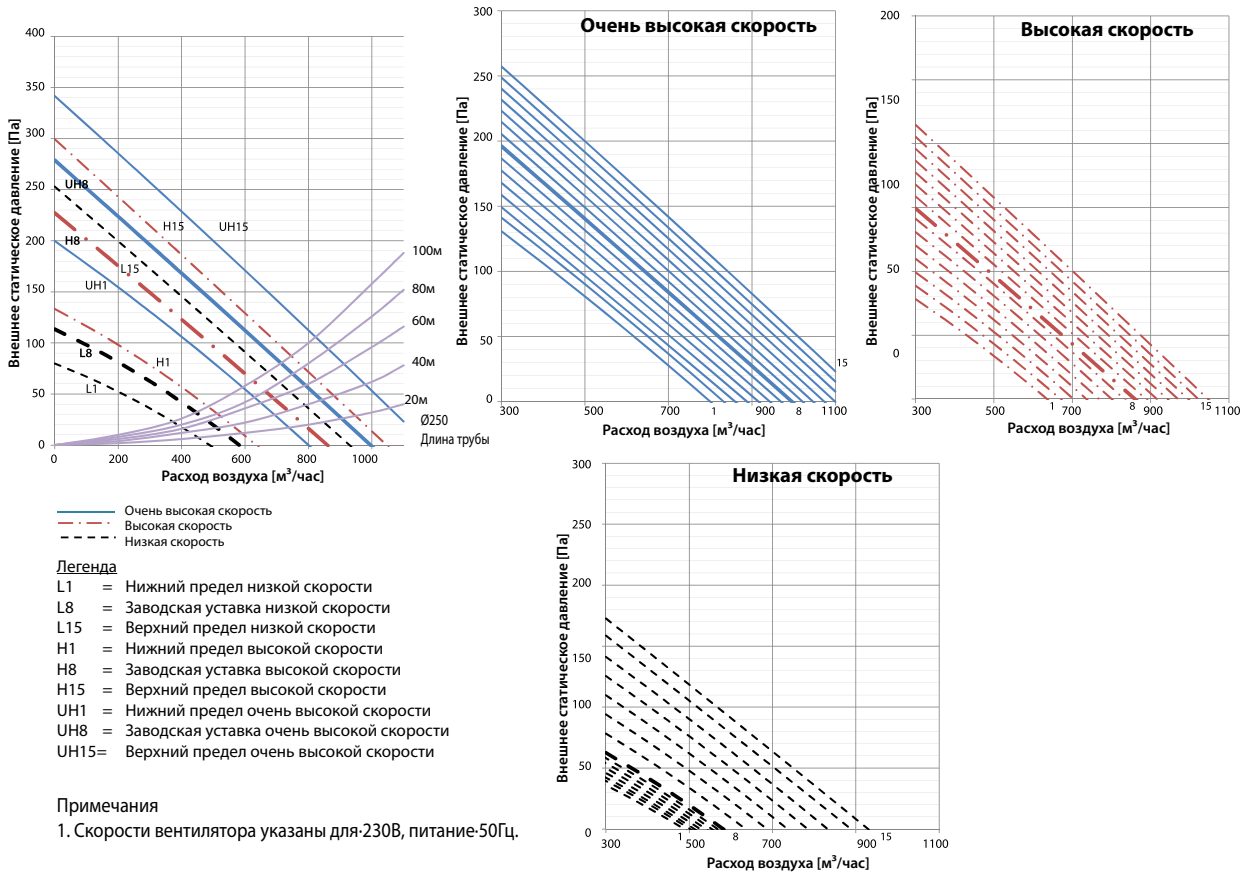 400
350
300
250
200
150
100
50
0
Внешнее статическое давление [Па]
UH8
H8
H15
UH15
L15
UH1
L8
H1
L1
100м
80м
60м
40м
20м
Ø250
Длина трубы
0
200
400
600
800
1000
Расход воздуха [м³/час]
Очень высокая скорость
300
250
200
150
100
50
0
Внешнее статическое давление [Па]
15
300
500
700
1
900
8
1100
Расход воздуха [м³/час]
Высокая скорость
200
150
100
50
0
Внешнее статическое давление [Па]
300
500
1
700
8
900
15
1100
Расход воздуха [м³/час]
Очень высокая скорость
Высокая скорость
Низкая скорость
Легенда
L1 = Нижний предел низкой скорости
L8 = Заводская уставка низкой скорости
L15 = Верхний предел низкой скорости
H1 = Нижний предел высокой скорости
H8 = Заводская уставка высокой скорости
H15 = Верхний предел высокой скорости
UH1 = Нижний предел очень высокой скорости
UH8 = Заводская уставка очень высокой скорости
UH15= Верхний предел очень высокой скорости
Примечания
1. Скорости вентилятора указаны для·230В, питание·50Гц.
Низкая скорость
300
250
200
150
100
50
0
Внешнее статическое давление [Па]
300
1
500
8
700
15
900
1100
Расход воздуха [м³/час]